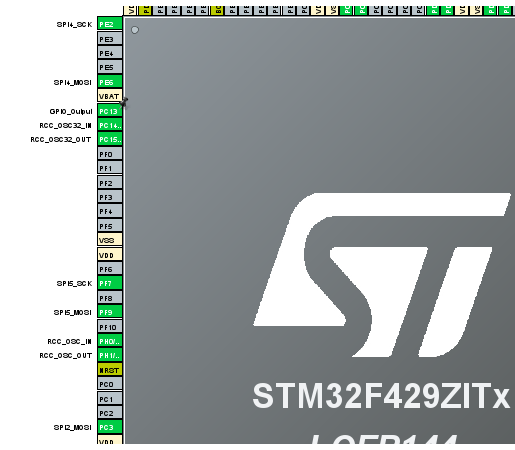 SPI4_SCK PE2
PE3
PE4
PE5
SPI4_MOSI PE6
VBAT
GPIO_Output PC13
RCC_OSC32_IN PC14..
RCC_OSC32_OUT PC15..
PF0
PF1
PF2
PF3
PF4
PF5
VSS
VDD
PF6
SPI5_SCK PF7
PF8
SPI5_MOSI PF9
PF10
RCC_OSC_IN PH0/..
RCC_OSC_OUT PH1/..
NRST
PC0
PC1
PC2
SPI2_MOSI PC3
VDD
ST
STM32F429ZITx
LQFP144